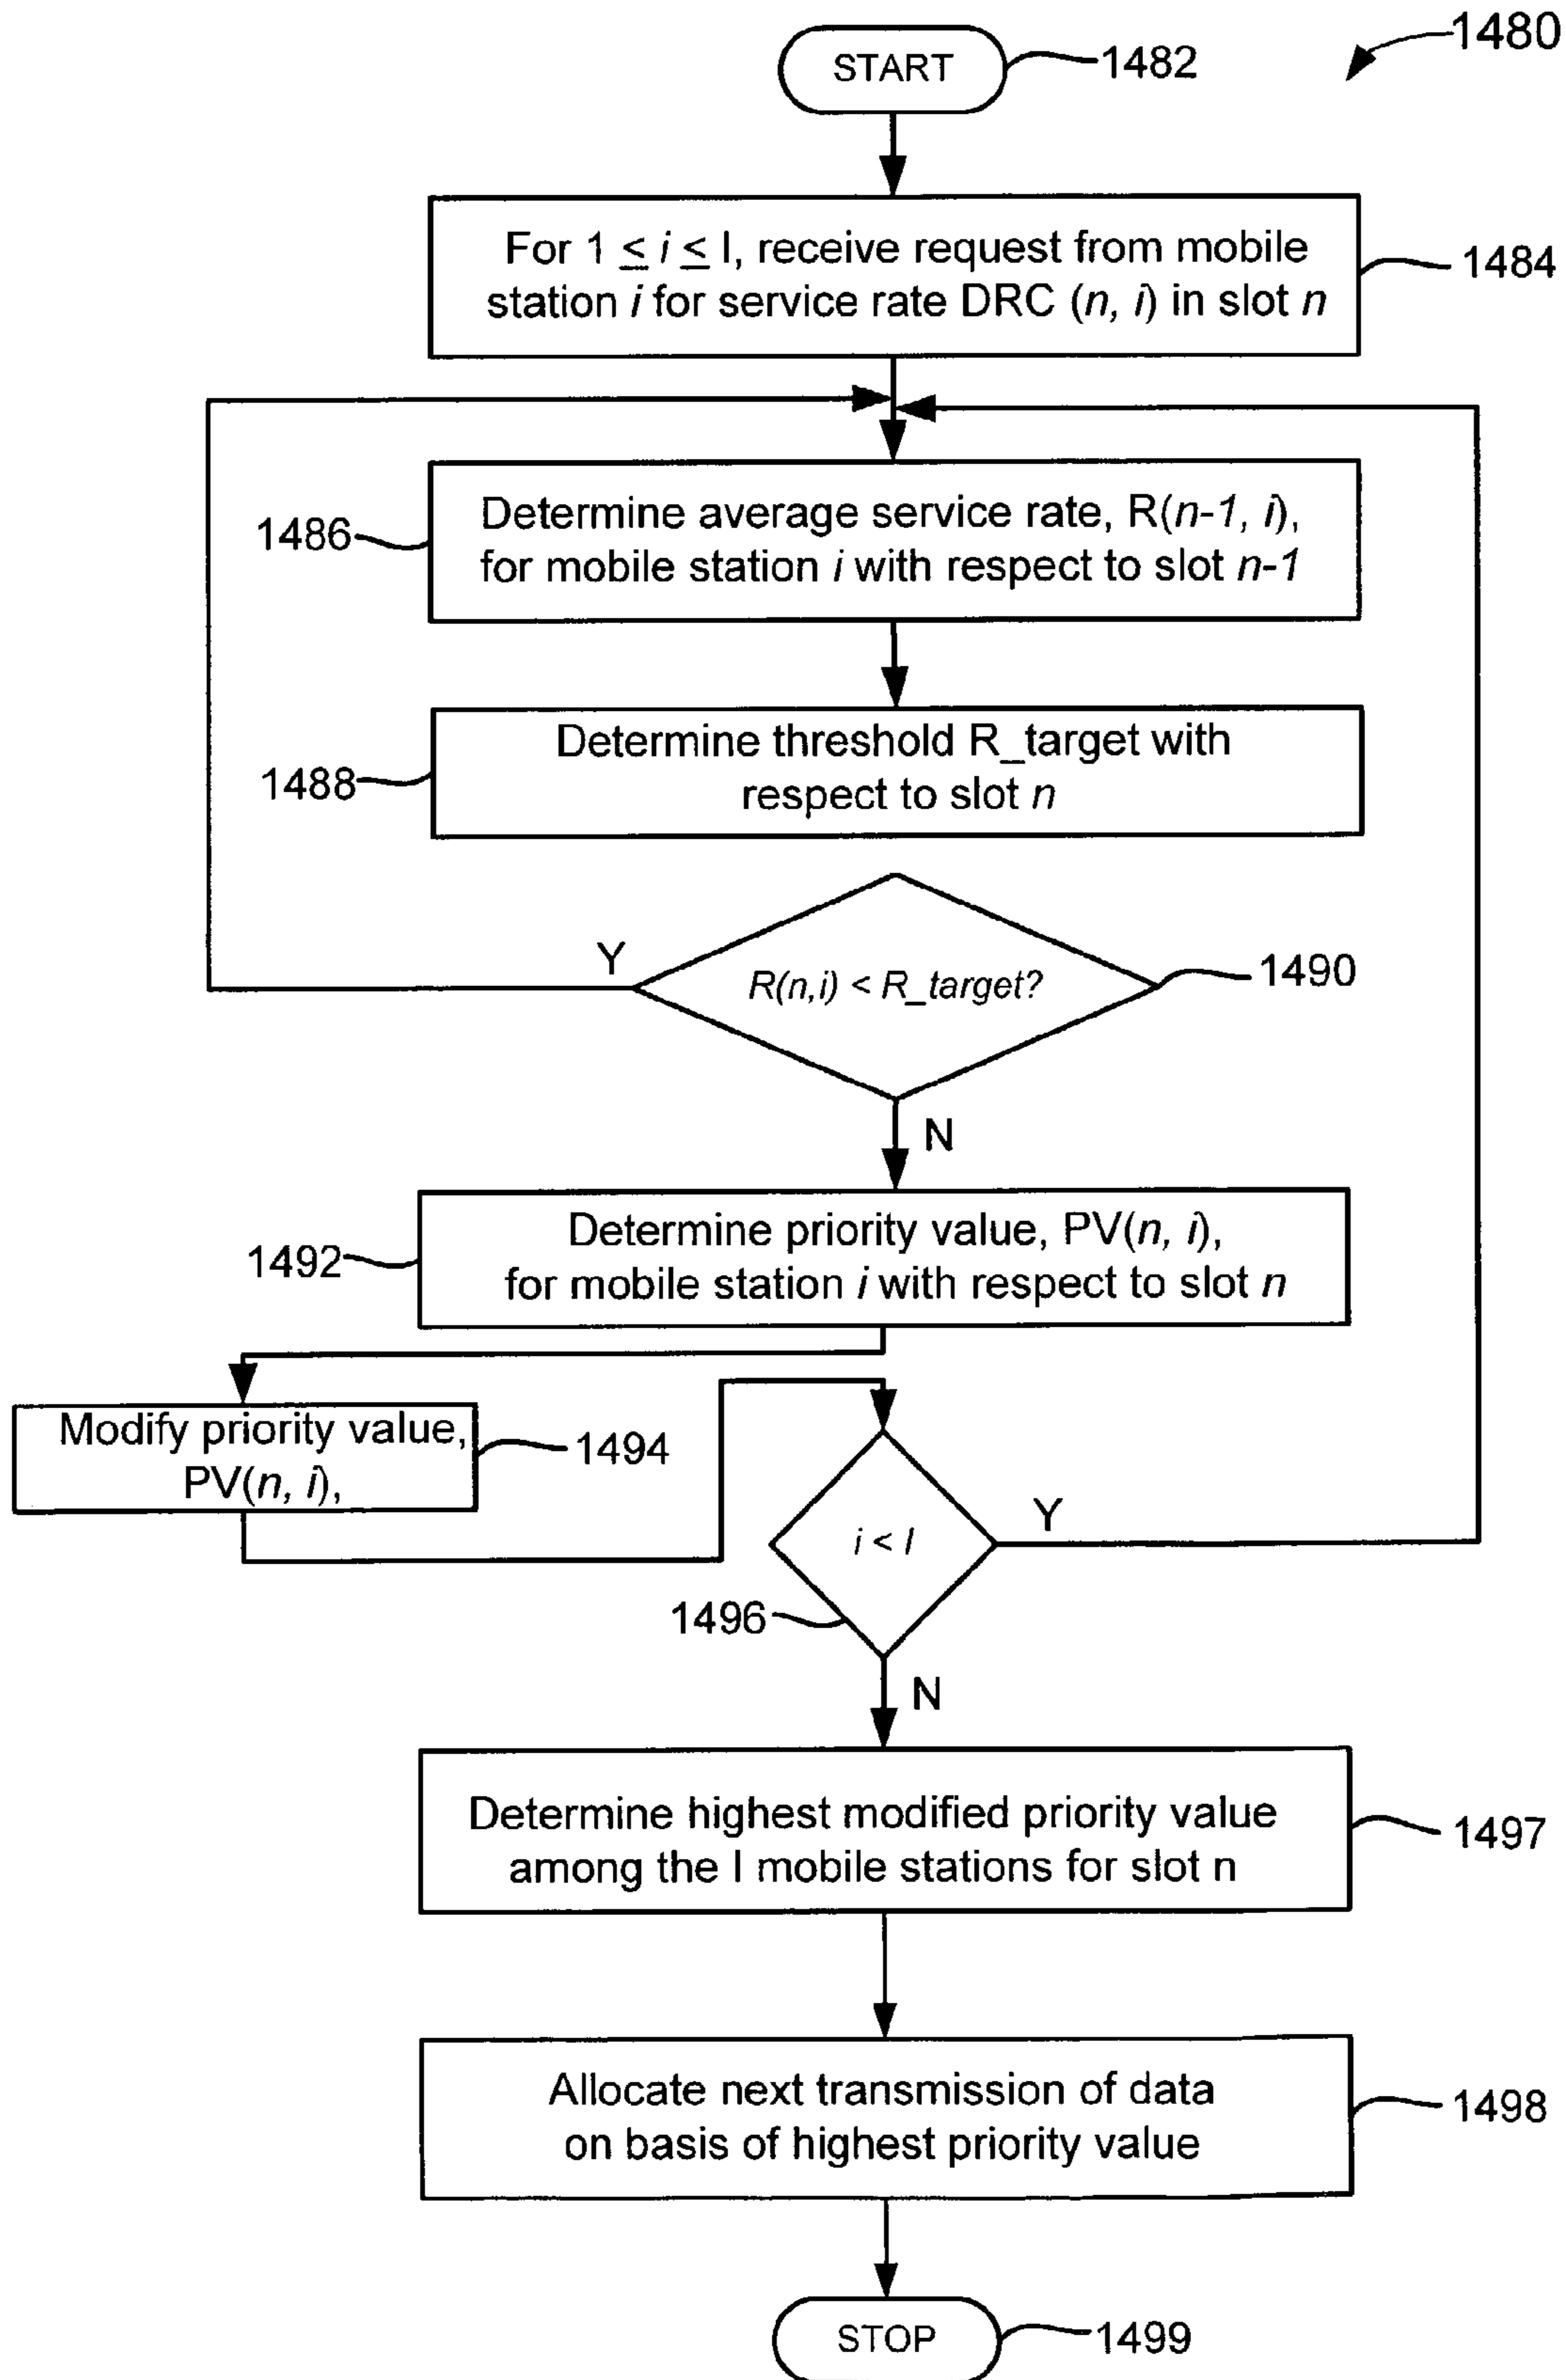 1480
START
1482
For 1 ≤ i ≤ I, receive request from mobile
station i for service rate DRC (n, i) in slot n
1484
Determine average service rate, R(n-1, i),
for mobile station i with respect to slot n-1
1486
Determine threshold R_target with
respect to slot n
1488
Y
R(n,i) < R_target?
1490
N
Determine priority value, PV(n, i),
for mobile station i with respect to slot n
1492
Modify priority value,
PV(n, i),
1494
i < I
Y
1496
N
Determine highest modified priority value
among the I mobile stations for slot n
1497
Allocate next transmission of data
on basis of highest priority value
1498
STOP
1499